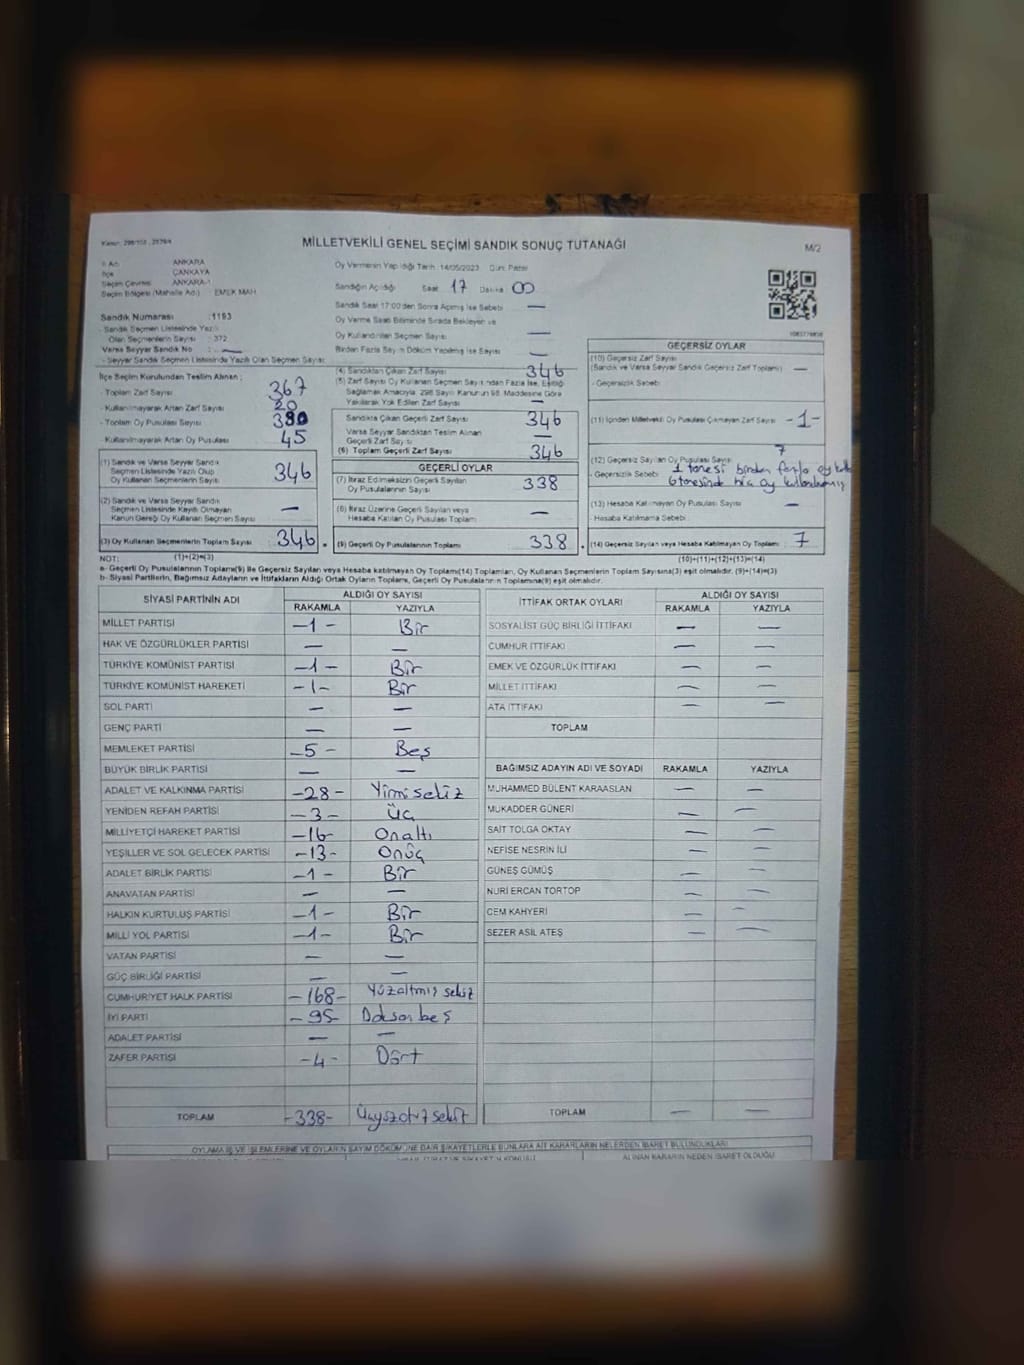 Kanun: 298/105 , 2839/4
MİLLETVEKİLİ GENEL SEÇİMİ SANDIK SONUÇ TUTANAĞI
M/2
İl Adı ANKARA
İlçe ÇANKAYA
Seçim Çevresi ANKARA-1
Seçim Bölgesi (Mahalle Adı) EMEK MAH
Sandık Numarası :1193
- Sandık Seçmen Listesinde Yazılı
Olan Seçmenlerin Sayısı : 372
Varsa Seyyar Sandık No : —
- Seyyar Sandık Seçmen Listesinde Yazılı Olan Seçmen Sayısı :
Oy Vermenin Yapıldığı Tarih :14/05/2023 Gün: Pazar
Sandığın Açıldığı Saat 17 Dakika 00
Sandık Saat 17:00'den Sonra Açılmış İse Sebebi —
Oy Verme Saati Bitiminde Sırada Bekleyen ve
Oy Kullandırılan Seçmen Sayısı —
Birden Fazla Sayım Döküm Yapılmış İse Sayısı —
İlçe Seçim Kurulundan Teslim Alınan ;
- Toplam Zarf Sayısı 367
- Kullanılmayarak Artan Zarf Sayısı 20
- Toplam Oy Pusulası Sayısı
- Kullanılmayarak Artan Oy Pusulası 45
(1) Sandık ve Varsa Seyyar Sandık
Seçmen Listesinde Yazılı Olup
Oy Kullanan Seçmenlerin Sayısı 346
(2) Sandık ve Varsa Seyyar Sandık
Seçmen Listesinde Kayıtlı Olmayan
Kanun Gereği Oy Kullanan Seçmen Sayısı —
(3) Oy Kullanan Seçmenlerin Toplam Sayısı 346
(1)+(2)=(3)
(4) Sandıktan Çıkan Zarf Sayısı 346
(5) Zarf Sayısı Oy Kullanan Seçmen Sayısından Fazla İse, Eşitliği
Sağlamak Amacıyla, 298 Sayılı Kanunun 98. Maddesine Göre
Yakılarak Yok Edilen Zarf Sayısı —
Sandıkta Çıkan Geçerli Zarf Sayısı 346
Varsa Seyyar Sandıktan Teslim Alınan
Geçerli Zarf Sayısı —
(6) Toplam Geçerli Zarf Sayısı 346
GEÇERLİ OYLAR
(7) İtiraz Edilmeksizin Geçerli Sayılan
Oy Pusulalarının Sayısı 338
(8) İtiraz Üzerine Geçerli Sayılan veya
Hesaba Katılan Oy Pusulası Toplamı —
(9) Geçerli Oy Pusulalarının Toplamı 338
GEÇERSİZ OYLAR
(10) Geçersiz Zarf Sayısı
(Sandık ve Varsa Seyyar Sandık Geçersiz Zarf Toplamı) —
- Geçersizlik Sebebi
(11) İçinden Milletvekili Oy Pusulası Çıkmayan Zarf Sayısı -1-
(12) Geçersiz Sayılan Oy Pusulası Sayısı 7
- Geçersizlik Sebebi 1 tanesi birden fazla oy
6 tanesinde hiç oy kullanılmamış
(13) Hesaba Katılmayan Oy Pusulası Sayısı —
- Hesaba Katılmama Sebebi
(14) Geçersiz Sayılan veya Hesaba Katılmayan Oy Toplamı 7
(10)+(11)+(12)+(13)=(14)
NOT:
a- Geçerli Oy Pusulalarının Toplamı(9) ile Geçersiz Sayılan veya Hesaba katılmayan Oy Toplamı(14) Toplamları, Oy Kullanan Seçmenlerin Toplam Sayısına(3) eşit olmalıdır. (9)+(14)=(3)
b- Siyasi Partilerin, Bağımsız Adayların ve İttifakların Aldığı Ortak Oyların Toplamı, Geçerli Oy Pusulalarının Toplamına(9) eşit olmalıdır.
SİYASİ PARTİNİN ADI ALDIĞI OY SAYISI
RAKAMLA YAZIYLA
MİLLET PARTİSİ -1- Bir
HAK VE ÖZGÜRLÜKLER PARTİSİ — —
TÜRKİYE KOMÜNİST PARTİSİ -1- Bir
TÜRKİYE KOMÜNİST HAREKETİ -1- Bir
SOL PARTİ — —
GENÇ PARTİ — —
MEMLEKET PARTİSİ -5- Beş
BÜYÜK BİRLİK PARTİSİ — —
ADALET VE KALKINMA PARTİSİ -28- Yirmisekiz
YENİDEN REFAH PARTİSİ -3- Üç
MİLLİYETÇİ HAREKET PARTİSİ -16- Onaltı
YEŞİLLER VE SOL GELECEK PARTİSİ -13- Onüç
ADALET BİRLİK PARTİSİ -1- Bir
ANAVATAN PARTİSİ — —
HALKIN KURTULUŞ PARTİSİ -1- Bir
MİLLİ YOL PARTİSİ -1- Bir
VATAN PARTİSİ — —
GÜÇ BİRLİĞİ PARTİSİ — —
CUMHURİYET HALK PARTİSİ -168- Yüzaltmış sekiz
İYİ PARTİ -95- Doksan beş
ADALET PARTİSİ — —
ZAFER PARTİSİ -4- Dört
TOPLAM -338- Üçyüzotuzsekiz
İTTİFAK ORTAK OYLARI ALDIĞI OY SAYISI
RAKAMLA YAZIYLA
SOSYALİST GÜÇ BİRLİĞİ İTTİFAKI — —
CUMHUR İTTİFAKI — —
EMEK VE ÖZGÜRLÜK İTTİFAKI — —
MİLLET İTTİFAKI — —
ATA İTTİFAKI — —
TOPLAM
BAĞIMSIZ ADAYIN ADI VE SOYADI RAKAMLA YAZIYLA
MUHAMMED BÜLENT KARAASLAN — —
MUKADDER GÜNERİ — —
SAİT TOLGA OKTAY — —
NEFİSE NESRİN İLİ — —
GÜNEŞ GÜMÜŞ — —
NURİ ERCAN TORTOP — —
CEM KAHYERİ — —
SEZER ASİL ATEŞ — —
TOPLAM — —
OYLAMA İŞ VE İŞLEMLERİNE VE OYLARIN SAYIM DÖKÜMÜNE DAİR ŞİKAYETLERLE BUNLARA AİT KARARLARIN NELERDEN İBARET BULUNDUKLARI
ALINAN KARARIN NEDEN İBARET OLDUĞU